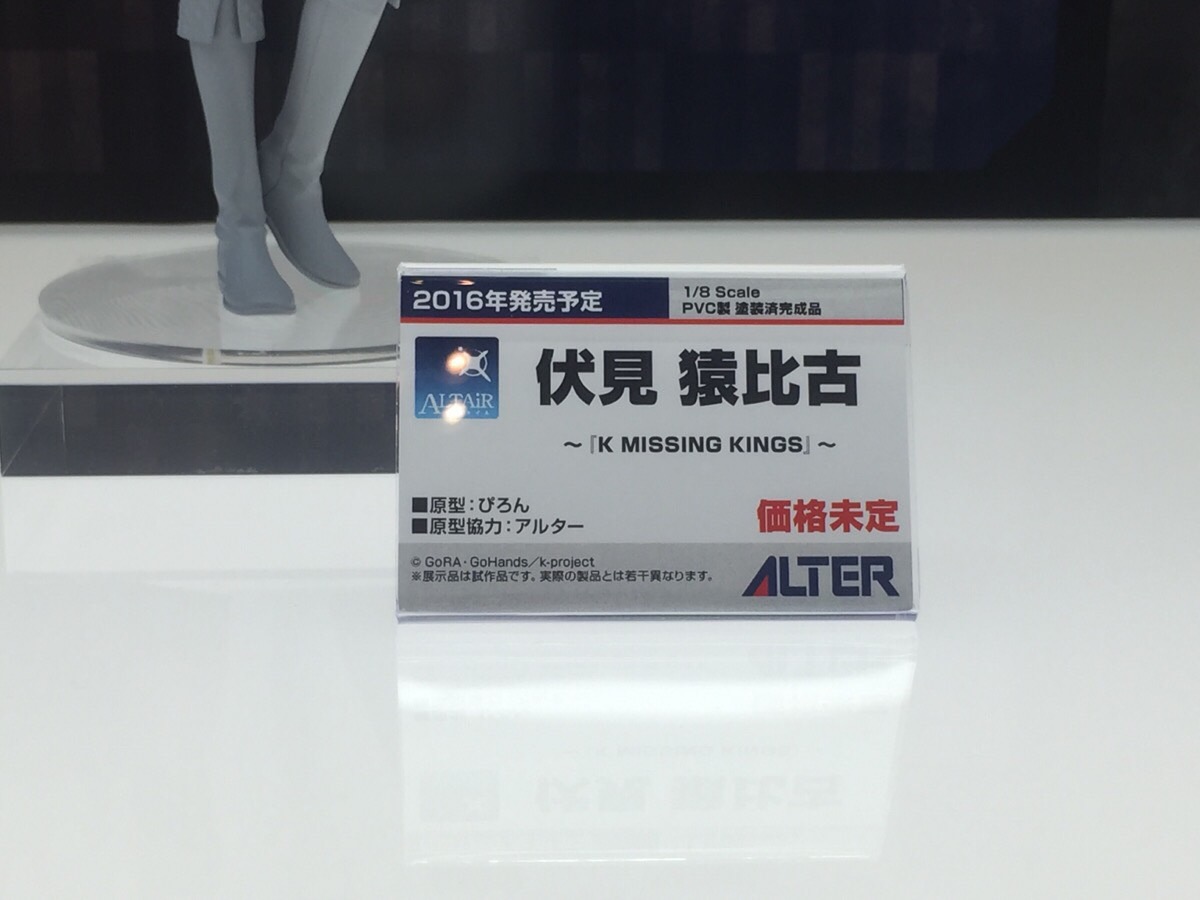 2016年発売予定
1/8 Scale
PVC製 塗装済完成品
ALTAiR
伏見 猿比古
～『K MISSING KINGS』～
■原型：ぴろん
■原型協力：アルター
価格未定
© GoRA・GoHands／k-project
※展示品は試作品です。実際の製品とは若干異なります。
ALTER